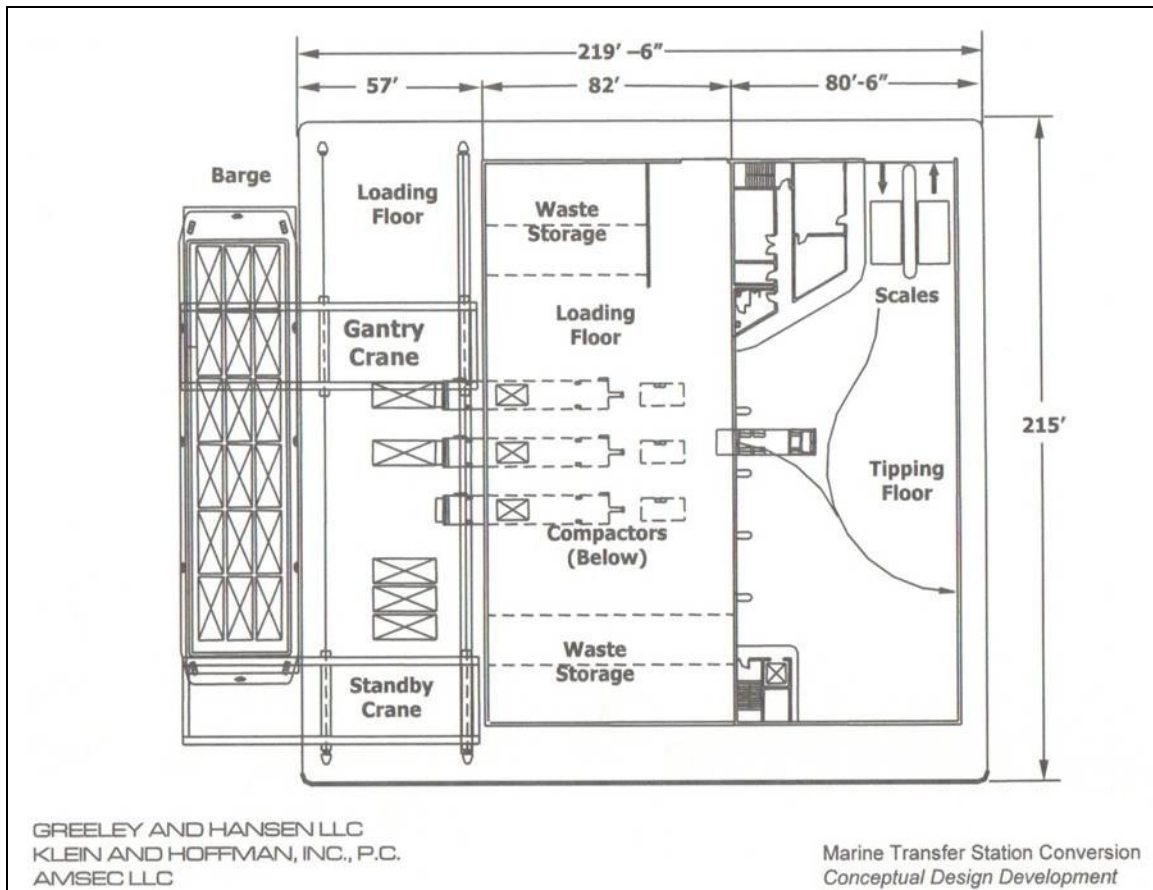 219' –6"
57'
82'
80'-6"
Barge
Loading
Floor
Waste
Storage
Scales
Gantry
Crane
Loading
Floor
215'
Tipping
Floor
Compactors
(Below)
Waste
Storage
Standby
Crane
GREELEY AND HANSEN LLC
KLEIN AND HOFFMAN, INC., P.C.
AMSEC LLC
Marine Transfer Station Conversion
Conceptual Design Development